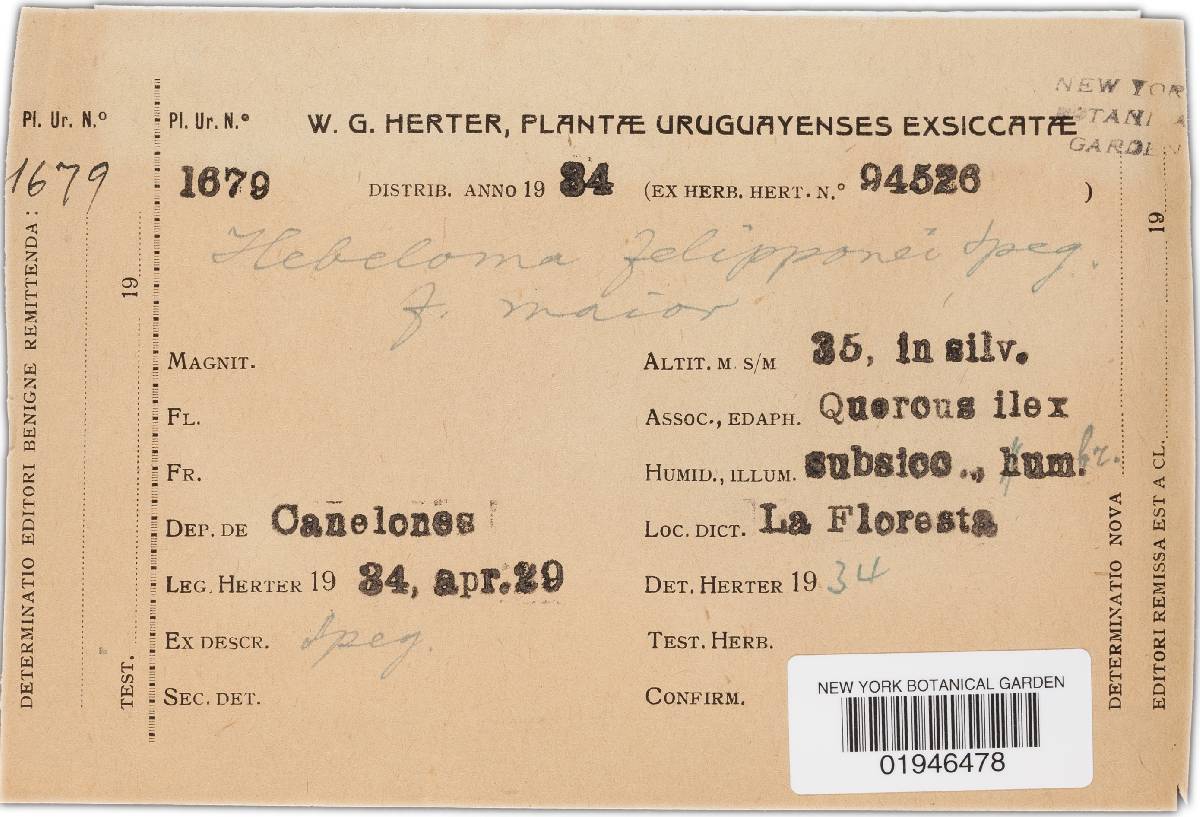 NEW YOR
BOTANI A
GARDEN
Pl. Ur. N.º
Pl. Ur. N.º
W. G. HERTER, PLANTÆ URUGUAYENSES EXSICCATÆ
1679
1679 DISTRIB. ANNO 19 34 (EX HERB. HERT. N.º 94526 )
Hebeloma felipponei Speg.
f. maior
MAGNIT.
ALTIT. M. S/M 35, in silv.
FL.
ASSOC., EDAPH. Quercus ilex
FR.
HUMID., ILLUM. subsicc., humbr.
DEP. DE Canelones
LOC. DICT. La Floresta
LEG. HERTER 19 34, apr.29
DET. HERTER 19 34
EX DESCR. Speg.
TEST. HERB.
SEC. DET.
CONFIRM.
DETERMINATIO EDITORI BENIGNE REMITTENDA:
TEST. 19
DETERMINATIO NOVA
EDITORI REMISSA EST A CL. 19
NEW YORK BOTANICAL GARDEN
01946478